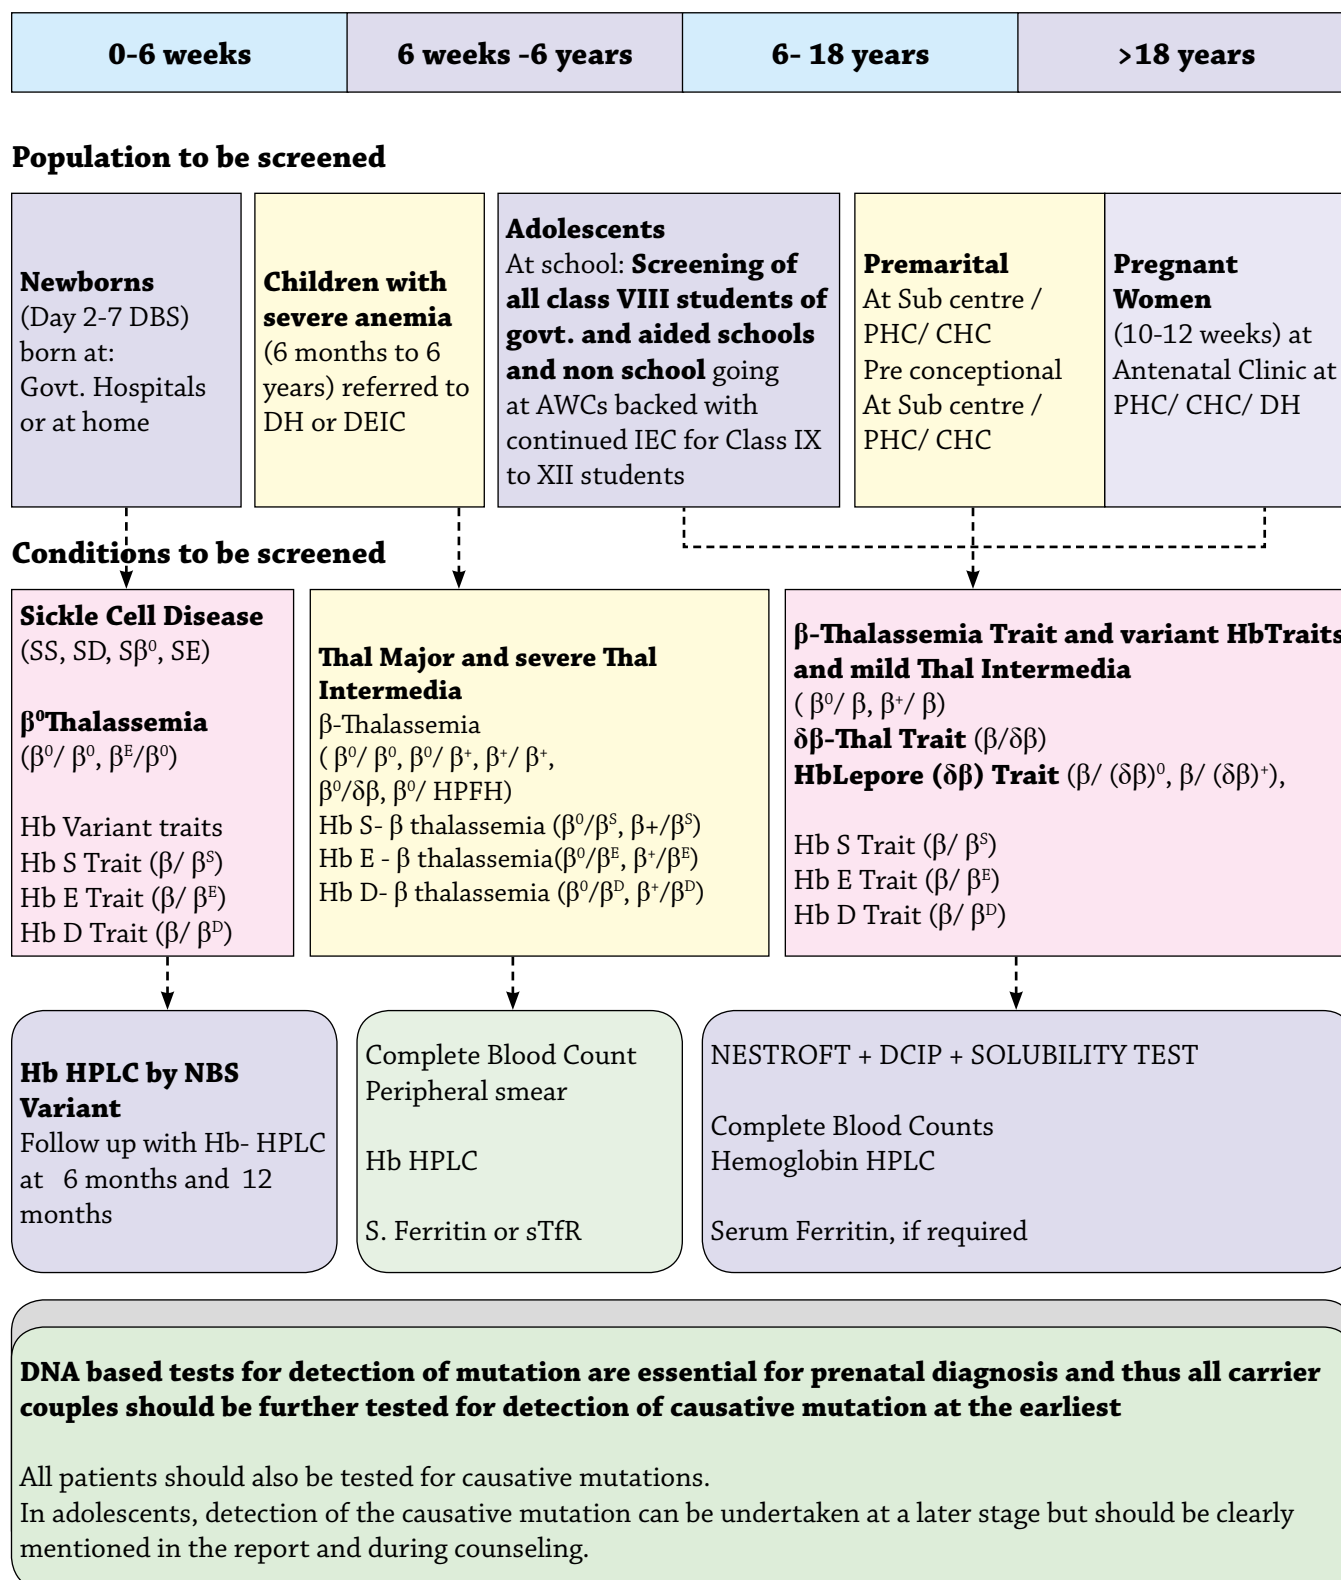 0-6 weeks
6 weeks -6 years
6- 18 years
>18 years
Population to be screened
Newborns
(Day 2-7 DBS)
born at:
Govt. Hospitals
or at home
Children with
severe anemia
(6 months to 6
years) referred to
DH or DEIC
Adolescents
At school: Screening of
all class VIII students of
govt. and aided schools
and non school going
at AWCs backed with
continued IEC for Class IX
to XII students
Premarital
At Sub centre /
PHC/ CHC
Pre conceptional
At Sub centre /
PHC/ CHC
Pregnant
Women
(10-12 weeks) at
Antenatal Clinic at
PHC/ CHC/ DH
Conditions to be screened
Sickle Cell Disease
(SS, SD, Sβ⁰, SE)
β⁰Thalassemia
(β⁰/ β⁰, βᴱ/β⁰)
Hb Variant traits
Hb S Trait (β/ βˢ)
Hb E Trait (β/ βᴱ)
Hb D Trait (β/ βᴰ)
Thal Major and severe Thal
Intermedia
β-Thalassemia
( β⁰/ β⁰, β⁰/ β⁺, β⁺/ β⁺,
β⁰/δβ, β⁰/ HPFH)
Hb S- β thalassemia (β⁰/βˢ, β+/βˢ)
Hb E - β thalassemia(β⁰/βᴱ, β⁺/βᴱ)
Hb D- β thalassemia (β⁰/βᴰ, β⁺/βᴰ)
β-Thalassemia Trait and variant HbTraits
and mild Thal Intermedia
( β⁰/ β, β⁺/ β)
δβ-Thal Trait (β/δβ)
HbLepore (δβ) Trait (β/ (δβ)⁰, β/ (δβ)⁺),
Hb S Trait (β/ βˢ)
Hb E Trait (β/ βᴱ)
Hb D Trait (β/ βᴰ)
Hb HPLC by NBS
Variant
Follow up with Hb- HPLC
at 6 months and 12
months
Complete Blood Count
Peripheral smear
Hb HPLC
S. Ferritin or sTfR
NESTROFT + DCIP + SOLUBILITY TEST
Complete Blood Counts
Hemoglobin HPLC
Serum Ferritin, if required
DNA based tests for detection of mutation are essential for prenatal diagnosis and thus all carrier
couples should be further tested for detection of causative mutation at the earliest
All patients should also be tested for causative mutations.
In adolescents, detection of the causative mutation can be undertaken at a later stage but should be clearly
mentioned in the report and during counseling.